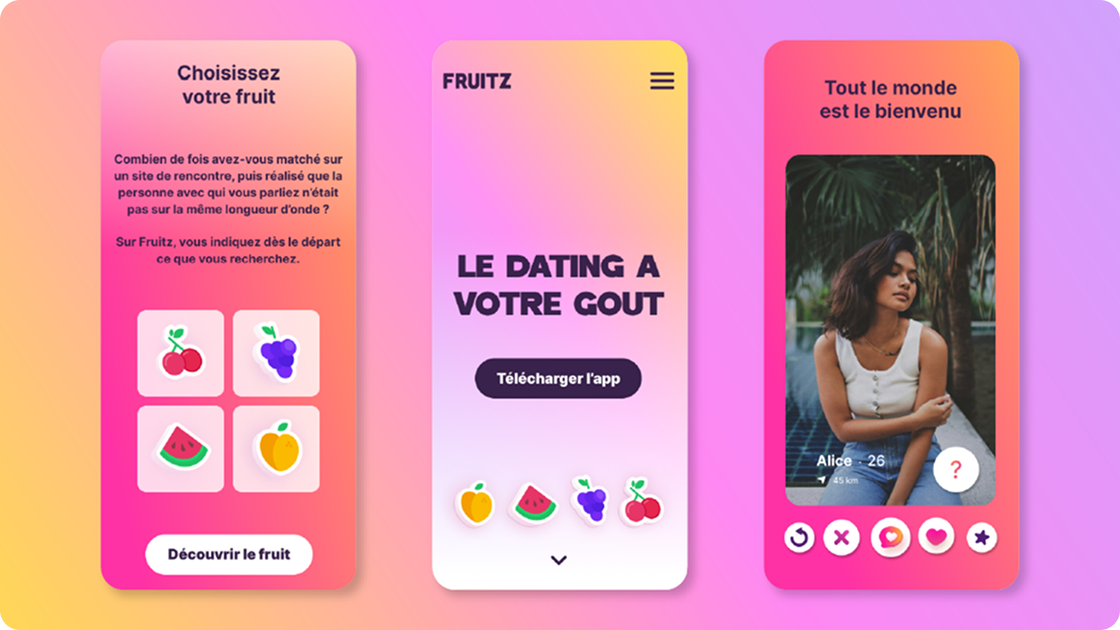 Choisissez
votre fruit
Combien de fois avez-vous matché sur
un site de rencontre, puis réalisé que la
personne avec qui vous parliez n'était
pas sur la même longueur d'onde ?
Sur Fruitz, vous indiquez dès le départ
ce que vous recherchez.
Découvrir le fruit
FRUITZ
LE DATING A
VOTRE GOUT
Télécharger l'app
Tout le monde
est le bienvenu
Alice · 26
45 km
?